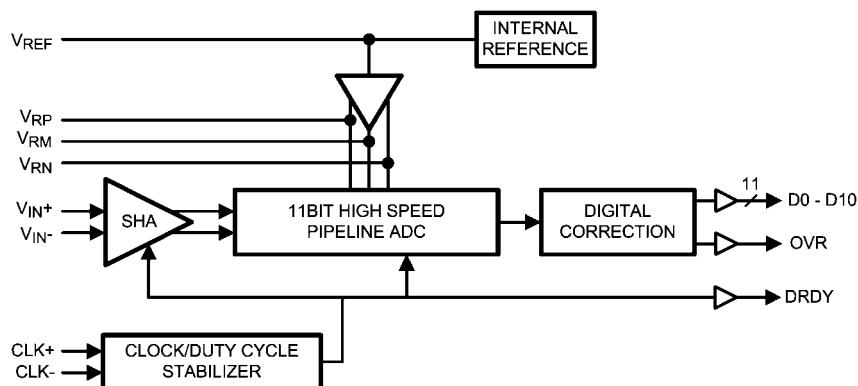 INTERNAL
REFERENCE
VREF
VRP
VRM
VRN
VIN+
VIN-
SHA
11BIT HIGH SPEED
PIPELINE ADC
DIGITAL
CORRECTION
11
D0 - D10
OVR
DRDY
CLK+
CLK-
CLOCK/DUTY CYCLE
STABILIZER